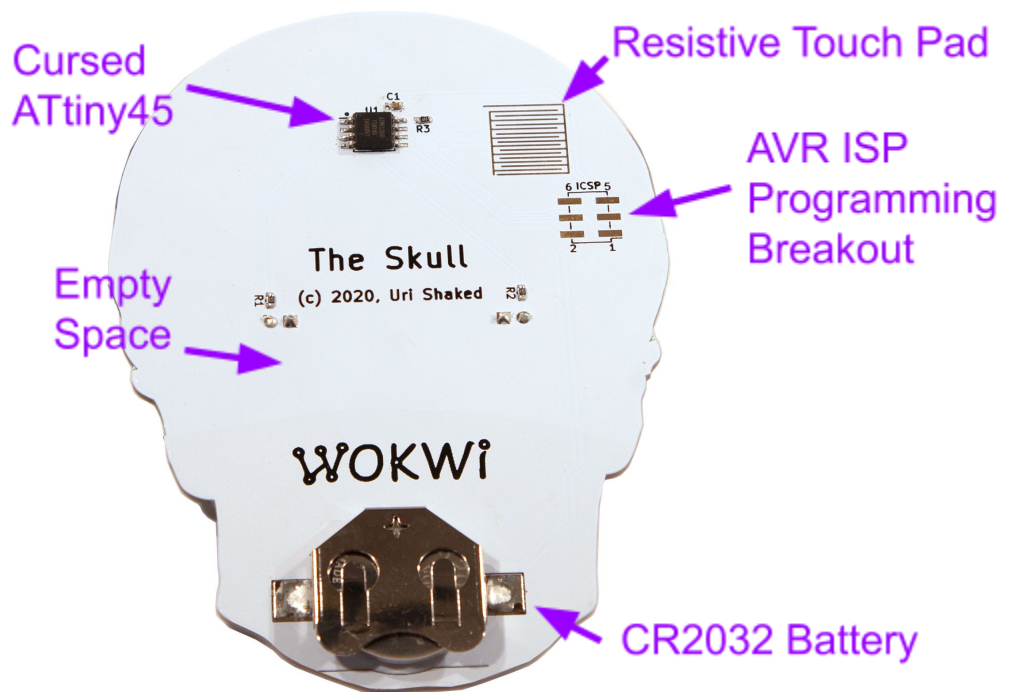 Cursed
ATtiny45
Resistive Touch Pad
C1
U1
R3
6 ICSP 5
2 1
AVR ISP
Programming
Breakout
The Skull
(c) 2020, Uri Shaked
R1
R2
Empty
Space
WOKWi
+
CR2032 Battery